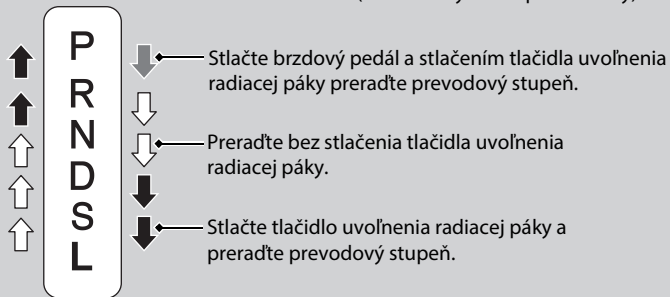 P
R
N
D
S
L
Stlačte brzdový pedál a stlačením tlačidla uvoľnenia
radiacej páky preraďte prevodový stupeň.
Preraďte bez stlačenia tlačidla uvoľnenia
radiacej páky.
Stlačte tlačidlo uvoľnenia radiacej páky a
preraďte prevodový stupeň.